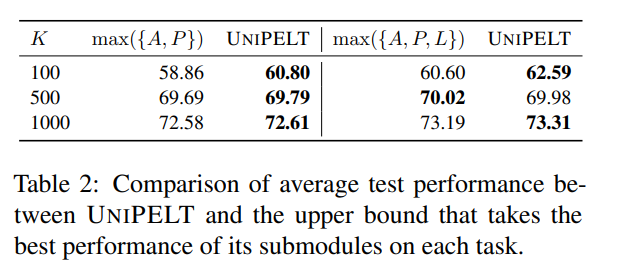 K max({A, P}) UNIPELT max({A, P, L}) UNIPELT
100 58.86 60.80 60.60 62.59
500 69.69 69.79 70.02 69.98
1000 72.58 72.61 73.19 73.31
Table 2: Comparison of average test performance be-
tween UNIPELT and the upper bound that takes the
best performance of its submodules on each task.